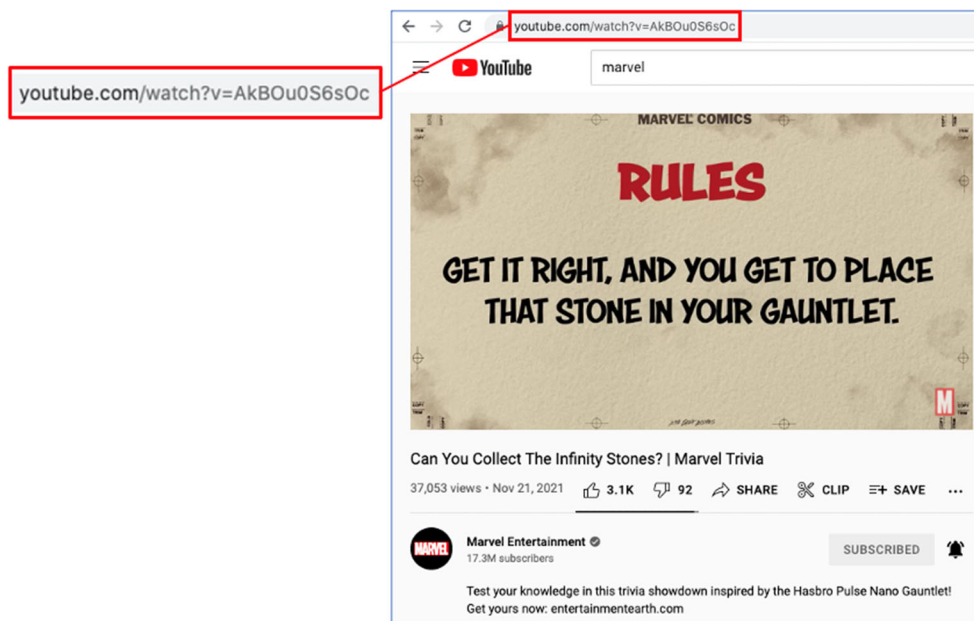 youtube.com/watch?v=AkBOu0S6sOc
youtube.com/watch?v=AkBOu0S6sOc
YouTube
marvel
MARVEL COMICS
RULES
GET IT RIGHT, AND YOU GET TO PLACE
THAT STONE IN YOUR GAUNTLET.
M
Can You Collect The Infinity Stones? | Marvel Trivia
37,053 views • Nov 21, 2021 3.1K 92 SHARE CLIP SAVE ...
MARVEL
Marvel Entertainment
17.3M subscribers
SUBSCRIBED
Test your knowledge in this trivia showdown inspired by the Hasbro Pulse Nano Gauntlet!
Get yours now: entertainmentearth.com